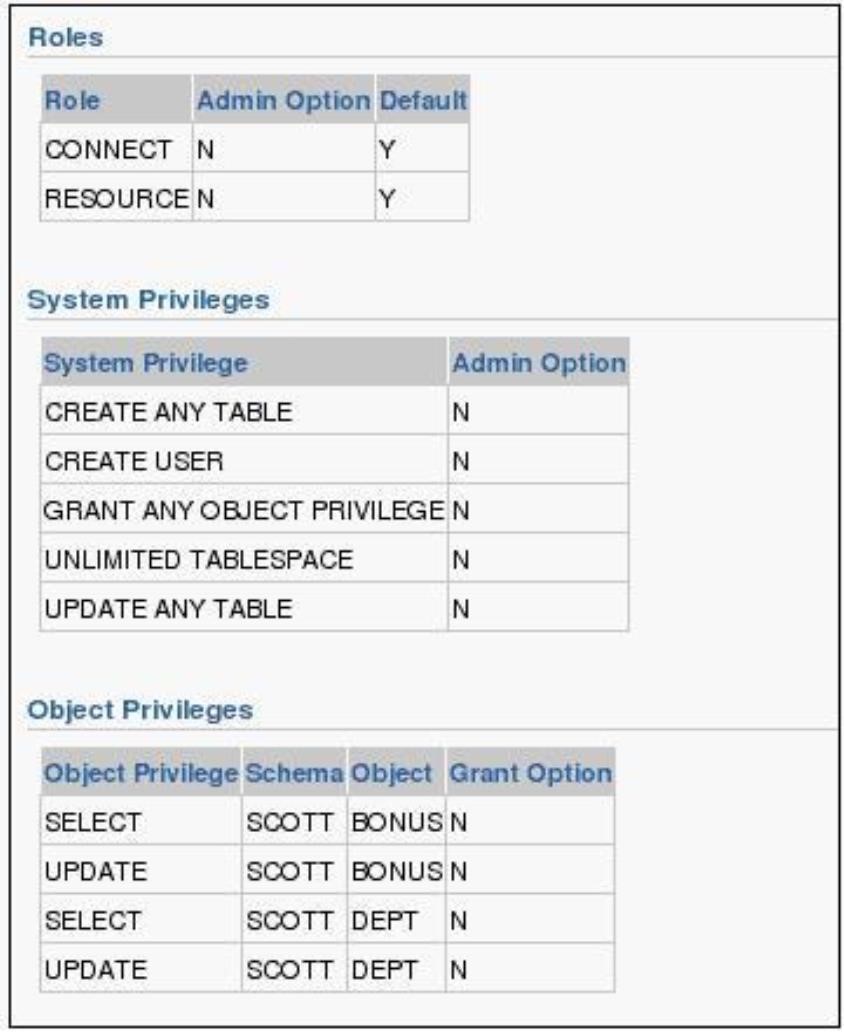 Roles
Role Admin Option Default
CONNECT N Y
RESOURCE N Y
System Privileges
System Privilege Admin Option
CREATE ANY TABLE N
CREATE USER N
GRANT ANY OBJECT PRIVILEGE N
UNLIMITED TABLESPACE N
UPDATE ANY TABLE N
Object Privileges
Object Privilege Schema Object Grant Option
SELECT SCOTT BONUS N
UPDATE SCOTT BONUS N
SELECT SCOTT DEPT N
UPDATE SCOTT DEPT N